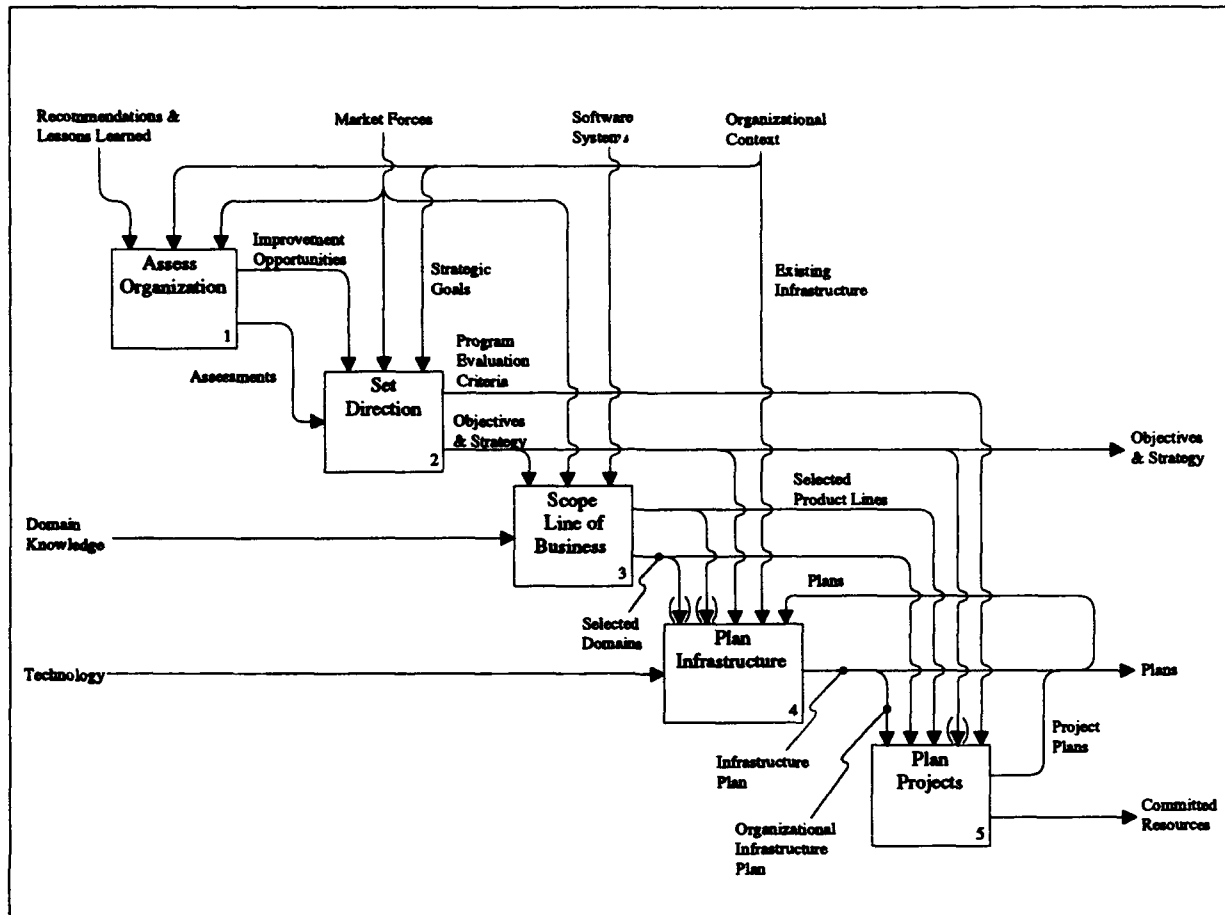 Recommendations &
Lessons Learned
Market Forces
Software
Systems
Organizational
Context
Assess
Organization
1
Improvement
Opportunities
Strategic
Goals
Existing
Infrastructure
Assessments
Set
Direction
2
Program
Evaluation
Criteria
Objectives
& Strategy
Objectives
& Strategy
Domain
Knowledge
Scope
Line of
Business
3
Selected
Product Lines
Selected
Domains
Plans
Technology
Plan
Infrastructure
4
Plans
Infrastructure
Plan
Organizational
Infrastructure
Plan
Plan
Projects
5
Project
Plans
Committed
Resources